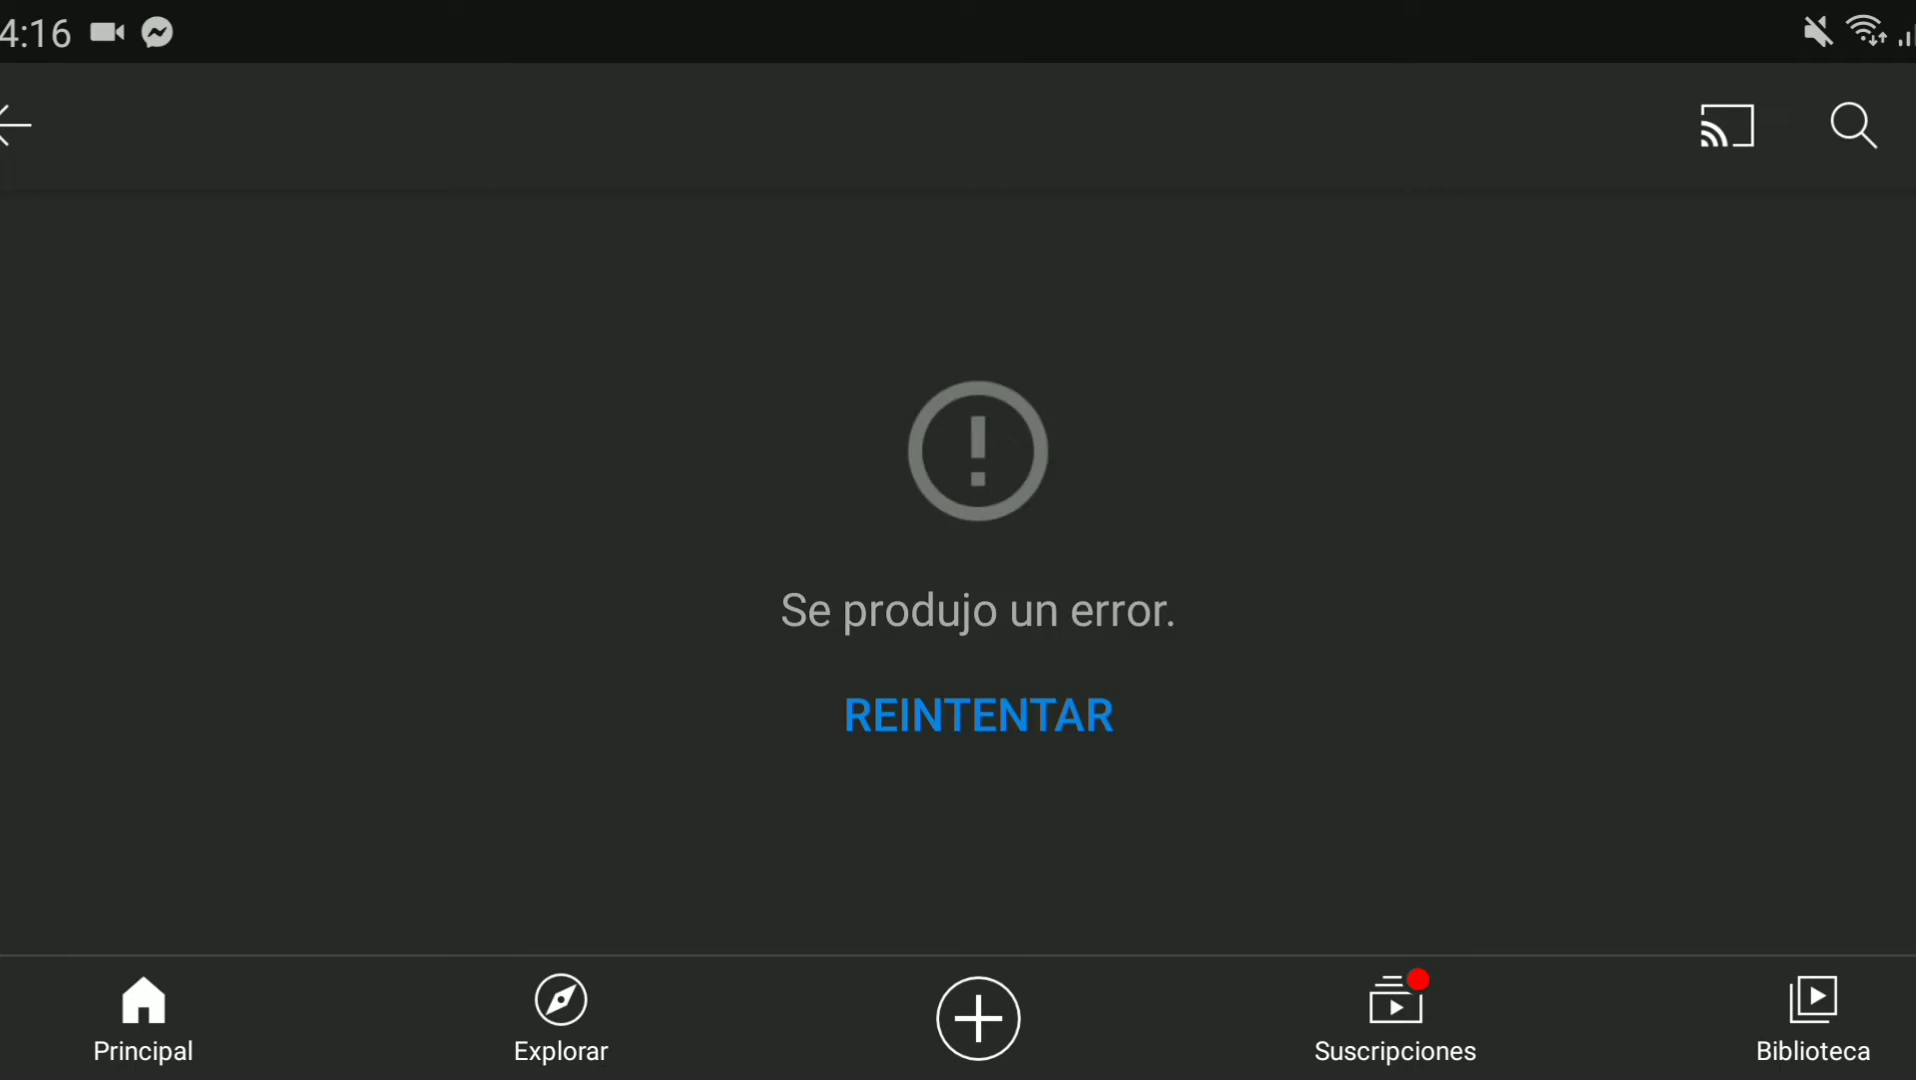 4:16
Se produjo un error.
REINTENTAR
Principal
Explorar
Suscripciones
Biblioteca